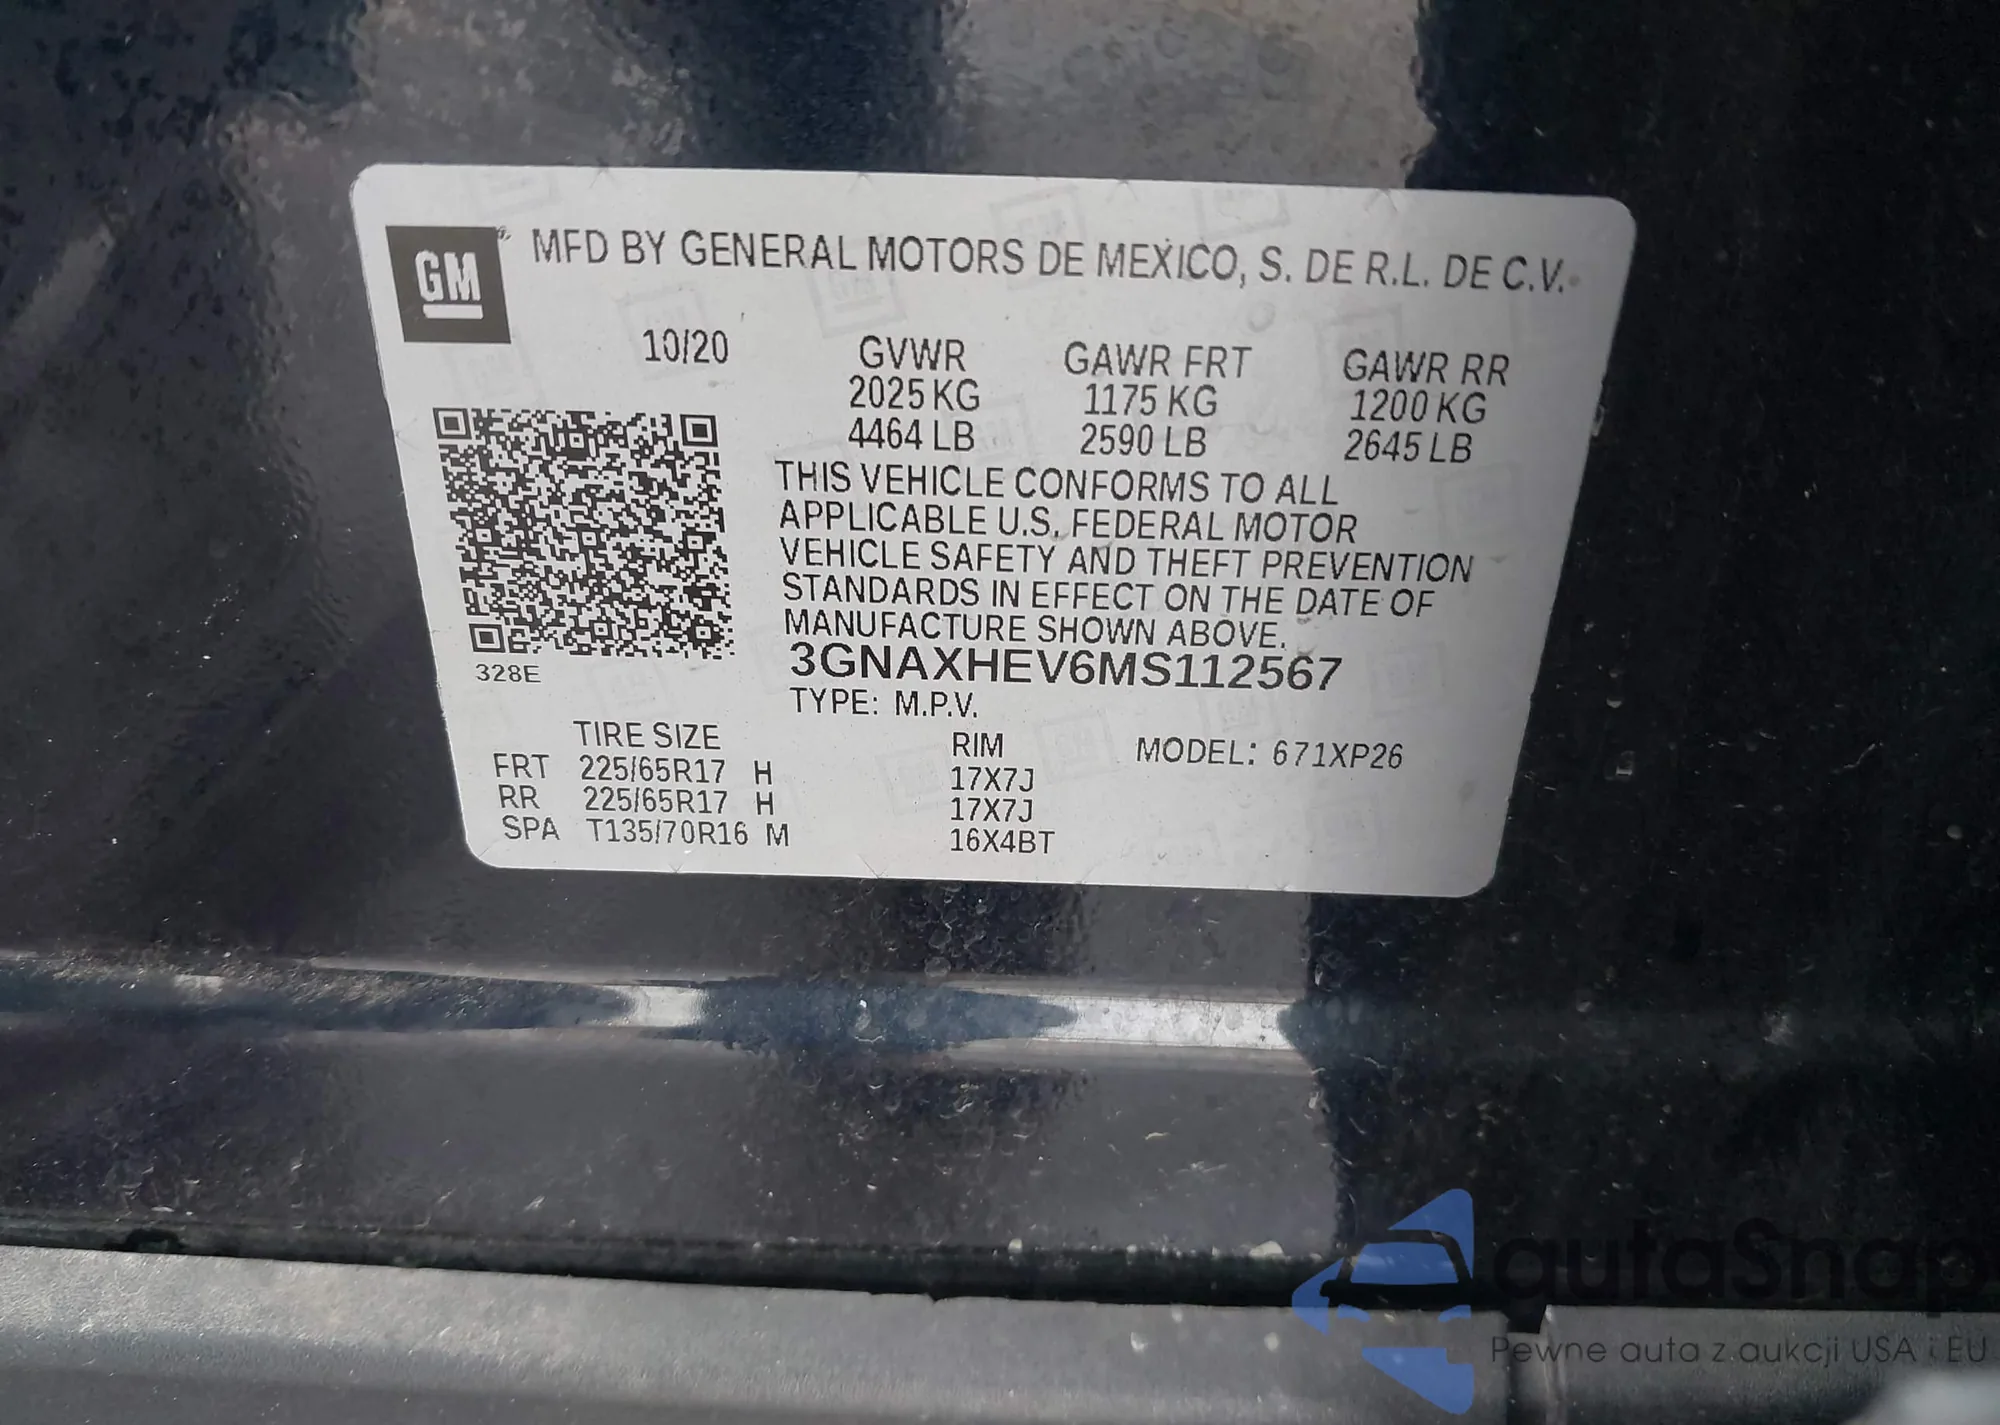 GM
MFD BY GENERAL MOTORS DE MEXICO, S. DE R.L. DE C.V.
10/20 GVWR GAWR FRT GAWR RR
2025 KG 1175 KG 1200 KG
4464 LB 2590 LB 2645 LB
THIS VEHICLE CONFORMS TO ALL
APPLICABLE U.S. FEDERAL MOTOR
VEHICLE SAFETY AND THEFT PREVENTION
STANDARDS IN EFFECT ON THE DATE OF
MANUFACTURE SHOWN ABOVE.
328E
3GNAXHEV6MS112567
TYPE: M.P.V.
TIRE SIZE RIM MODEL: 671XP26
FRT 225/65R17 H 17X7J
RR 225/65R17 H 17X7J
SPA T135/70R16 M 16X4BT
autaSnap
Pewne auta z aukcji USA i EU